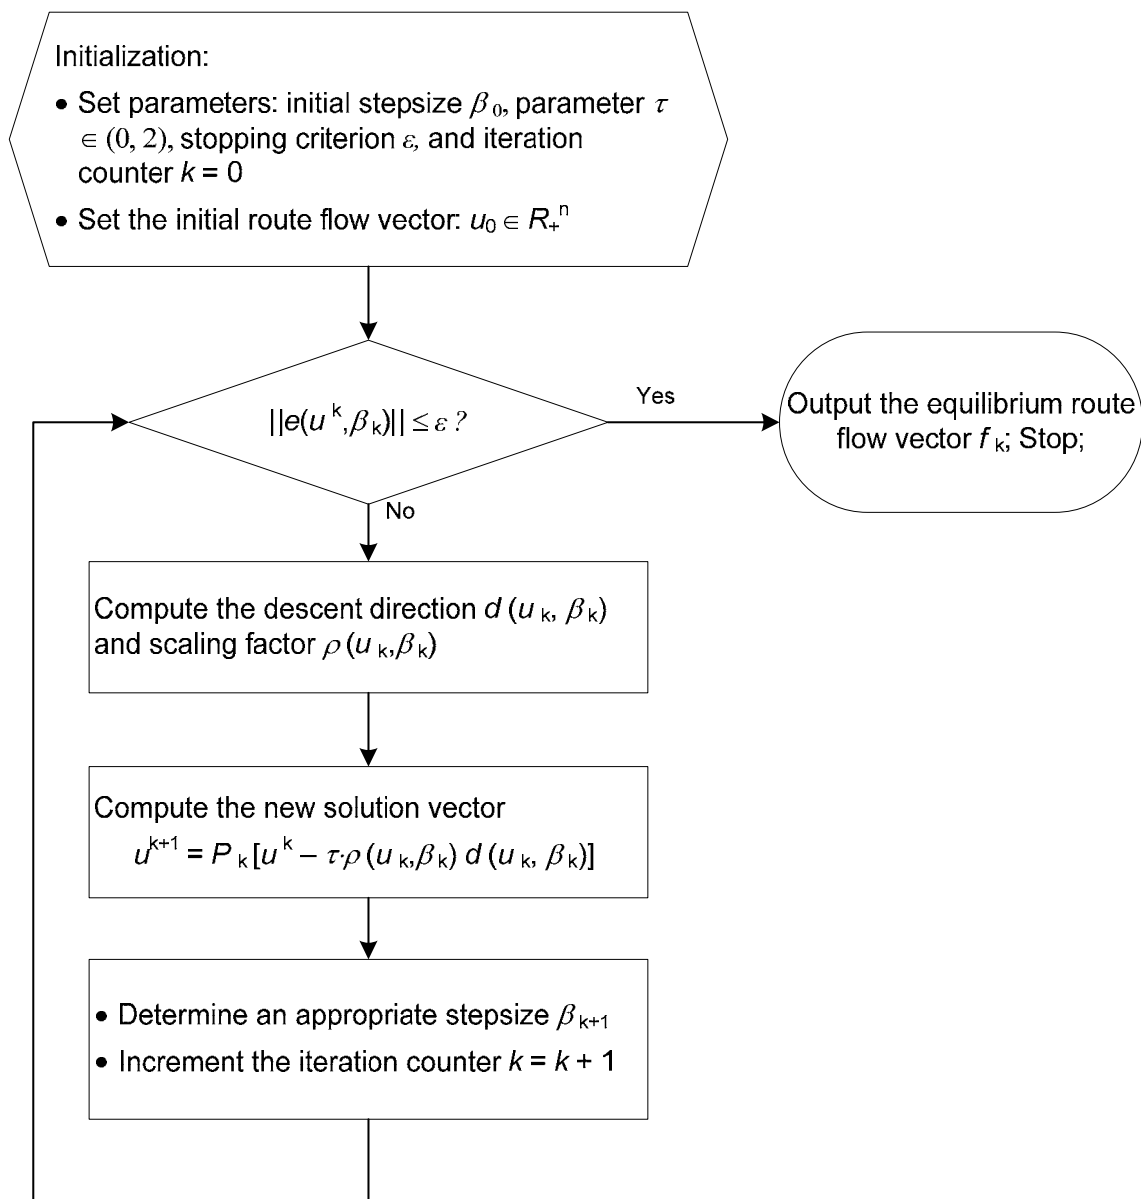 Initialization:
• Set parameters: initial stepsize β₀, parameter τ
∈ (0, 2), stopping criterion ε, and iteration
counter k = 0
• Set the initial route flow vector: u₀ ∈ R₊ⁿ
||e(uᵏ,βₖ)|| ≤ ε ?
Yes
Output the equilibrium route
flow vector fₖ; Stop;
No
Compute the descent direction d (uₖ, βₖ)
and scaling factor ρ (uₖ,βₖ)
Compute the new solution vector
uᵏ⁺¹ = Pₖ [uᵏ – τ·ρ (uₖ,βₖ) d (uₖ, βₖ)]
• Determine an appropriate stepsize βₖ₊₁
• Increment the iteration counter k = k + 1